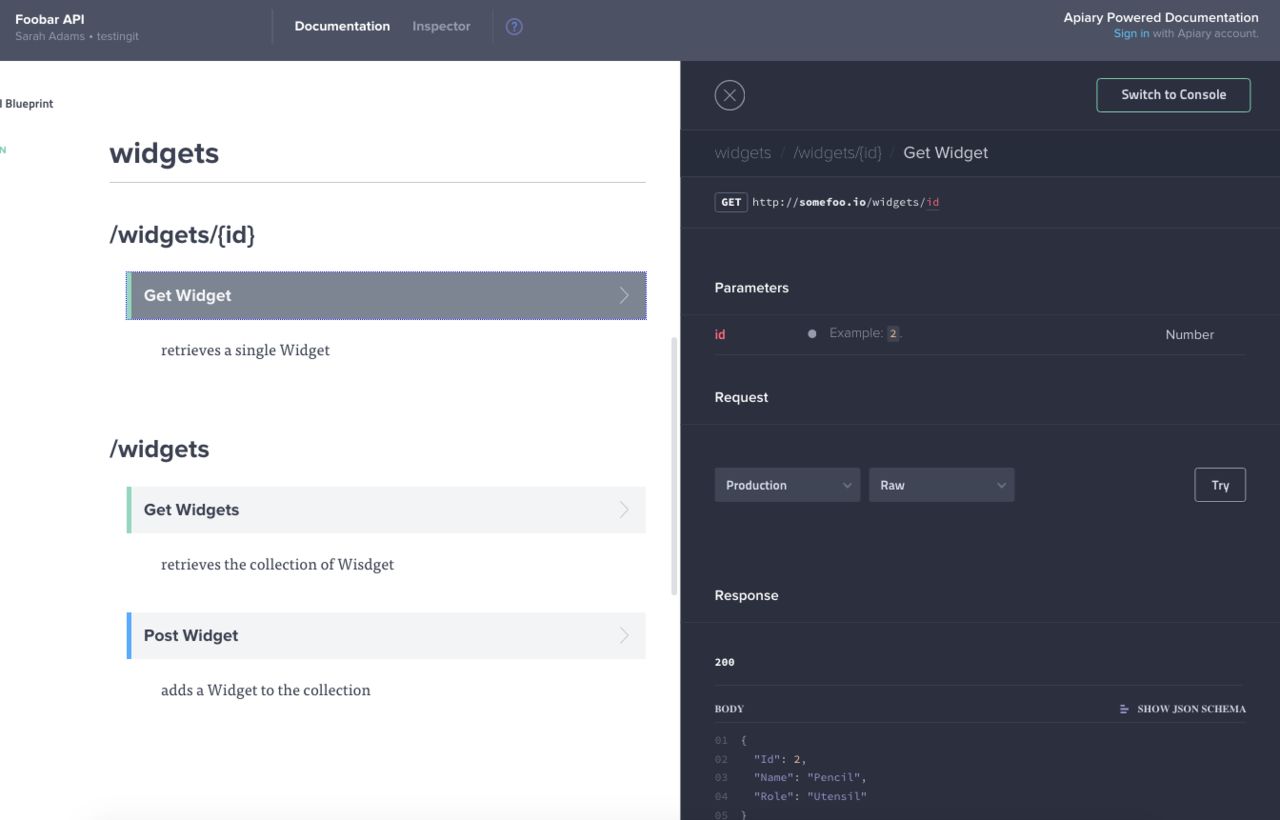 Foobar API
Sarah Adams • testingit
Documentation
Inspector
?
Apiary Powered Documentation
Sign in with Apiary account.
Blueprint
N
widgets
/widgets/{id}
Get Widget
retrieves a single Widget
/widgets
Get Widgets
retrieves the collection of Wisdget
Post Widget
adds a Widget to the collection
Switch to Console
widgets / /widgets/{id} / Get Widget
GET http://somefoo.io/widgets/id
Parameters
id Example: 2. Number
Request
Production
Raw
Try
Response
200
BODY
SHOW JSON SCHEMA
01 {
02 "Id": 2,
03 "Name": "Pencil",
04 "Role": "Utensil"
05 }